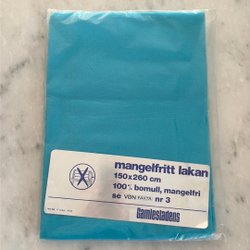 mangelfritt lakan
150x260 cm
100% bomull, mangelfri
se VDN FAKTA nr 3
Gamlestadens